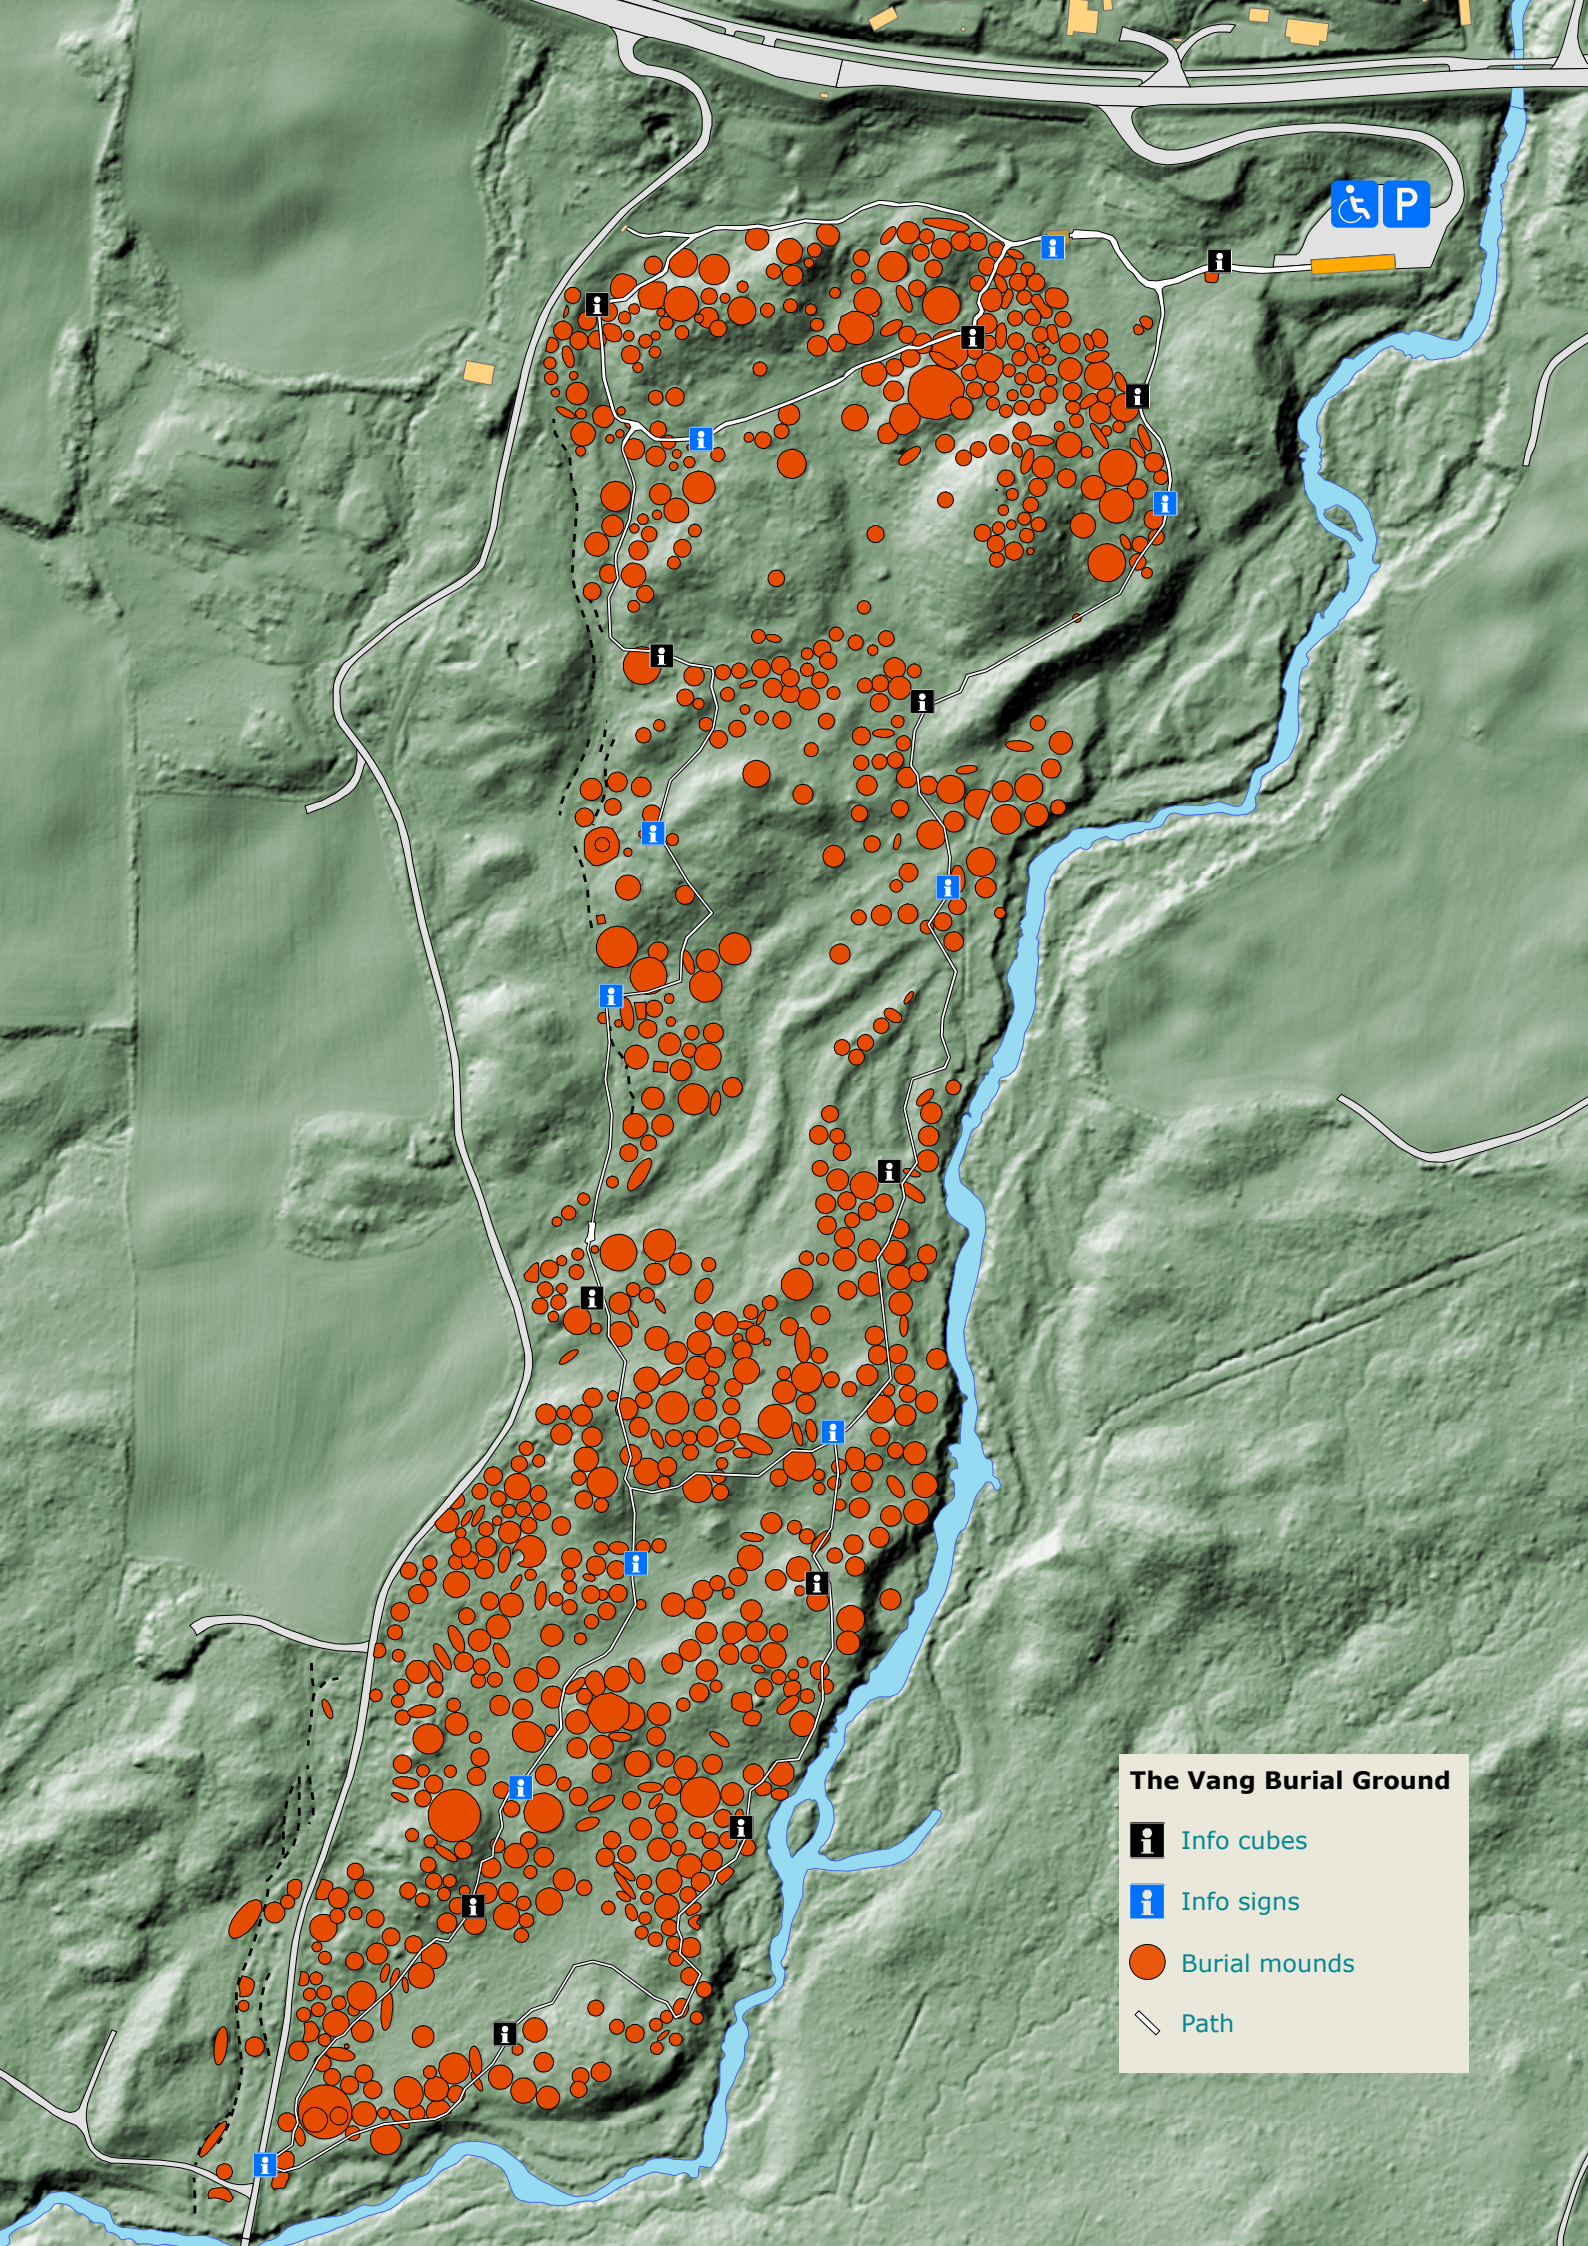 P
The Vang Burial Ground
Info cubes
Info signs
Burial mounds
Path